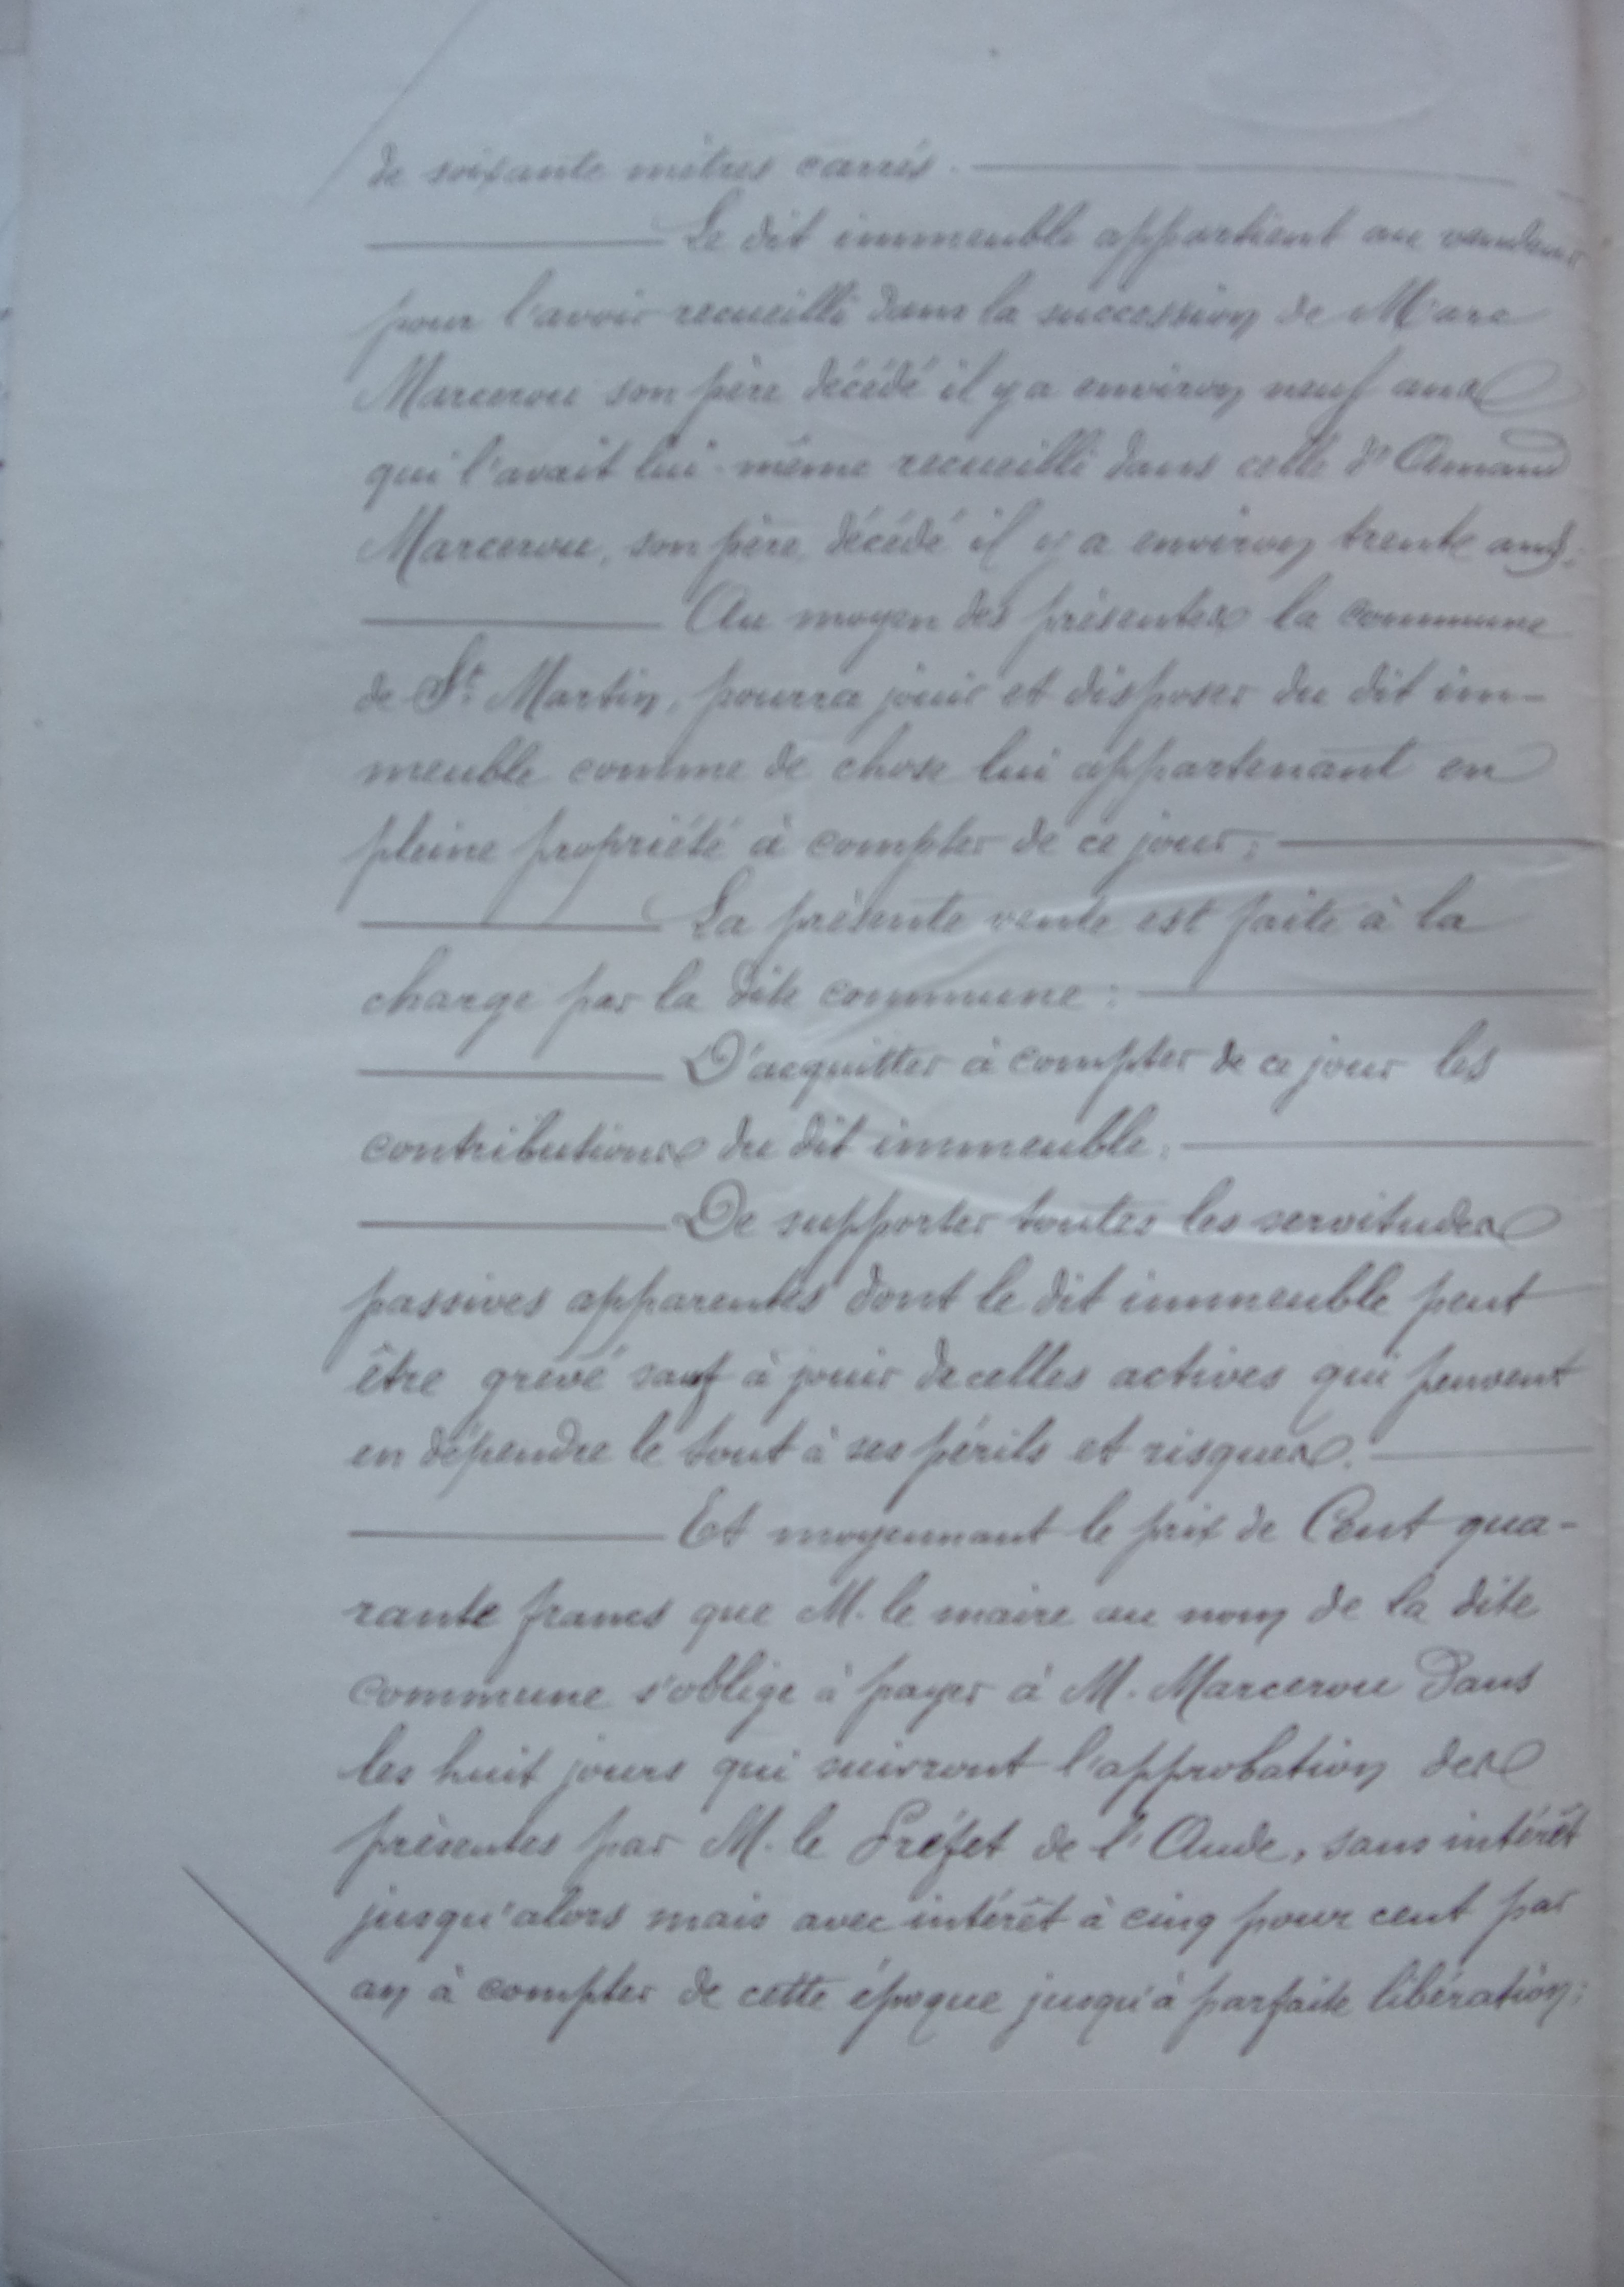 de soixante mètres carrés.
Le dit immeuble appartient au vendeur
pour l'avoir recueilli dans la succession de Marc
Marcerou son père décédé il y a environ neuf ans
qui l'avait lui-même recueilli dans celle d'Armand
Marcerou, son père, décédé il y a environ trente ans.
Au moyen des présentes la commune
de St Martin, pourra jouir et disposer du dit im-
meuble comme de chose lui appartenant en
pleine propriété à compter de ce jour.
La présente vente est faite à la
charge par la dite commune :
D'acquitter à compter de ce jour les
contributions du dit immeuble.
De supporter toutes les servitudes
passives apparentes dont le dit immeuble peut
être grevé sauf à jouir de celles actives qui peuvent
en dépendre le tout à ses périls et risques.
Et moyennant le prix de Cent qua-
rante francs que M. le maire au nom de la dite
commune s'oblige à payer à M. Marcerou dans
les huit jours qui suivront l'approbation des
présentes par M. le Préfet de l'Aude, sans intérêt
jusqu'alors mais avec intérêt à cinq pour cent par
an à compter de cette époque jusqu'à parfaite libération;